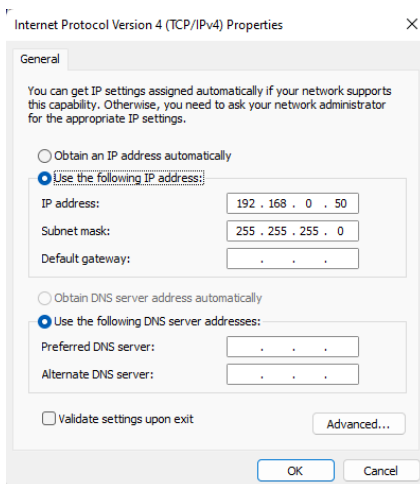 Internet Protocol Version 4 (TCP/IPv4) Properties
General
You can get IP settings assigned automatically if your network supports
this capability. Otherwise, you need to ask your network administrator
for the appropriate IP settings.
Obtain an IP address automatically
Use the following IP address:
IP address: 192 . 168 . 0 . 50
Subnet mask: 255 . 255 . 255 . 0
Default gateway: . . .
Obtain DNS server address automatically
Use the following DNS server addresses:
Preferred DNS server: . . .
Alternate DNS server: . . .
Validate settings upon exit
Advanced...
OK Cancel